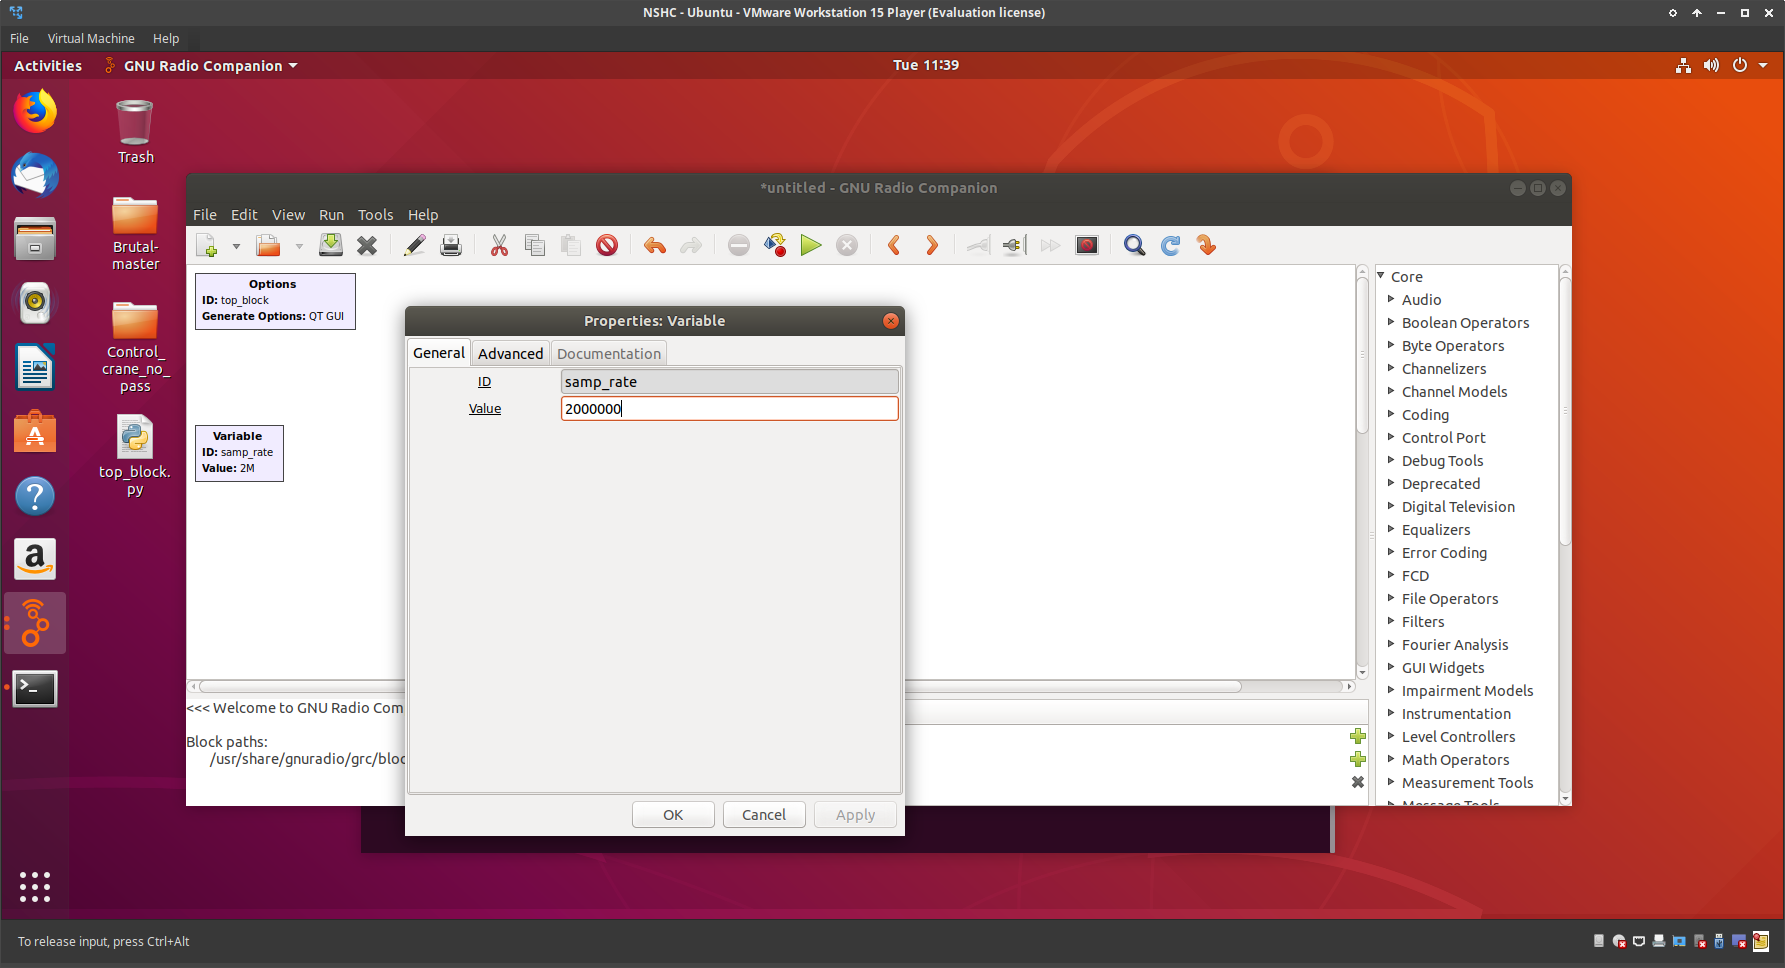 NSHC - Ubuntu - VMware Workstation 15 Player (Evaluation license)
File Virtual Machine Help
Activities GNU Radio Companion Tue 11:39
Trash
Brutal-
master
Control_
crane_no_
pass
top_block.
py
*untitled - GNU Radio Companion
File Edit View Run Tools Help
Options
ID: top_block
Generate Options: QT GUI
Variable
ID: samp_rate
Value: 2M
Properties: Variable
General Advanced Documentation
ID samp_rate
Value 2000000
OK Cancel Apply
<<< Welcome to GNU Radio Com
Block paths:
/usr/share/gnuradio/grc/bloc
Core
Audio
Boolean Operators
Byte Operators
Channelizers
Channel Models
Coding
Control Port
Debug Tools
Deprecated
Digital Television
Equalizers
Error Coding
FCD
File Operators
Filters
Fourier Analysis
GUI Widgets
Impairment Models
Instrumentation
Level Controllers
Math Operators
Measurement Tools
Message Tools
To release input, press Ctrl+Alt